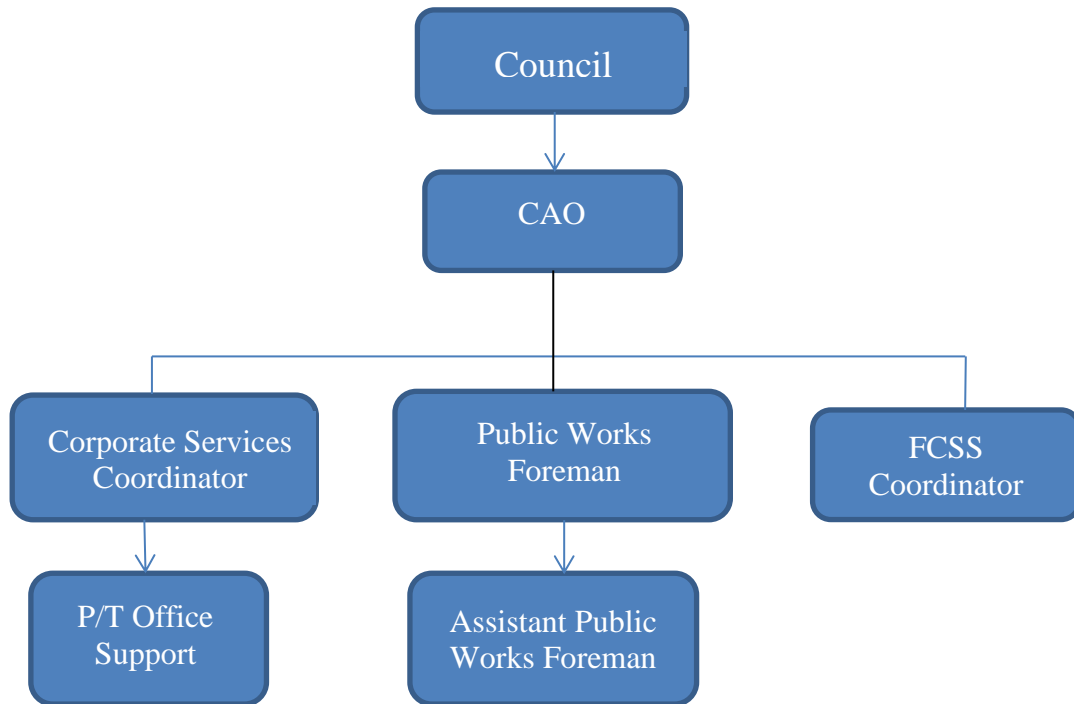 Council
CAO
Corporate Services
Coordinator
Public Works
Foreman
FCSS
Coordinator
P/T Office
Support
Assistant Public
Works Foreman